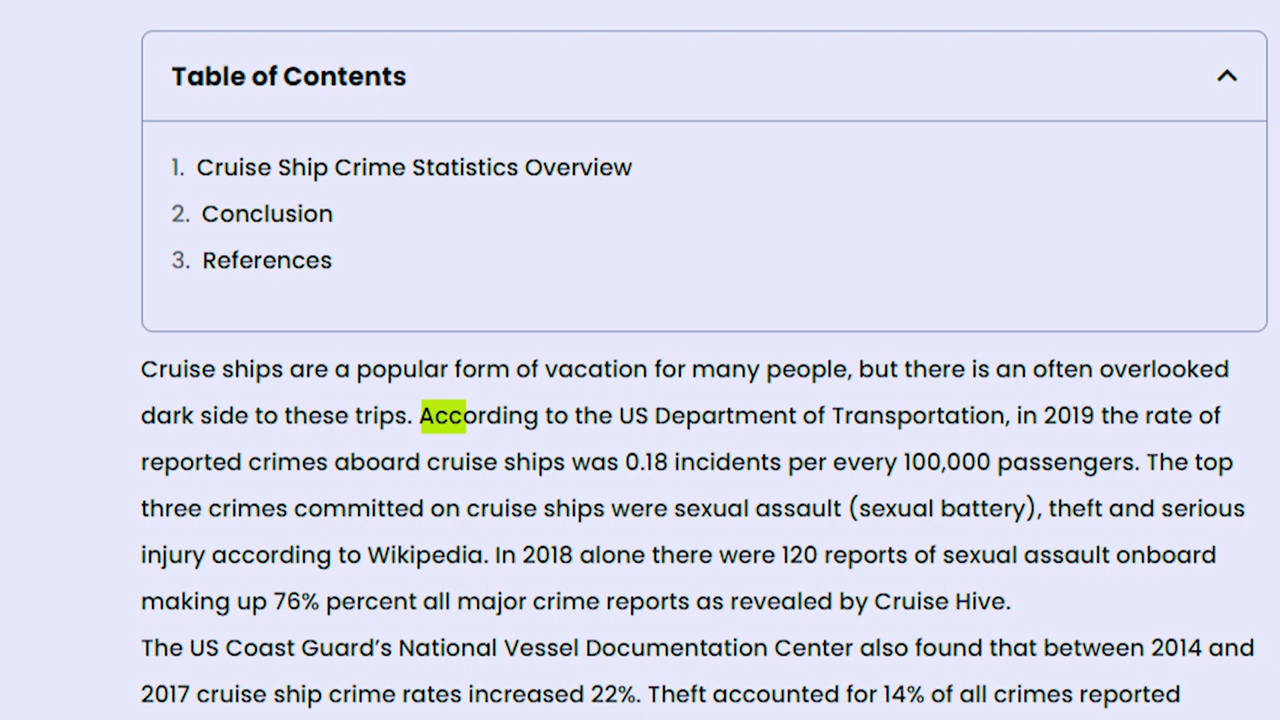 Table of Contents
1. Cruise Ship Crime Statistics Overview
2. Conclusion
3. References
Cruise ships are a popular form of vacation for many people, but there is an often overlooked
dark side to these trips. According to the US Department of Transportation, in 2019 the rate of
reported crimes aboard cruise ships was 0.18 incidents per every 100,000 passengers. The top
three crimes committed on cruise ships were sexual assault (sexual battery), theft and serious
injury according to Wikipedia. In 2018 alone there were 120 reports of sexual assault onboard
making up 76% percent all major crime reports as revealed by Cruise Hive.
The US Coast Guard’s National Vessel Documentation Center also found that between 2014 and
2017 cruise ship crime rates increased 22%. Theft accounted for 14% of all crimes reported